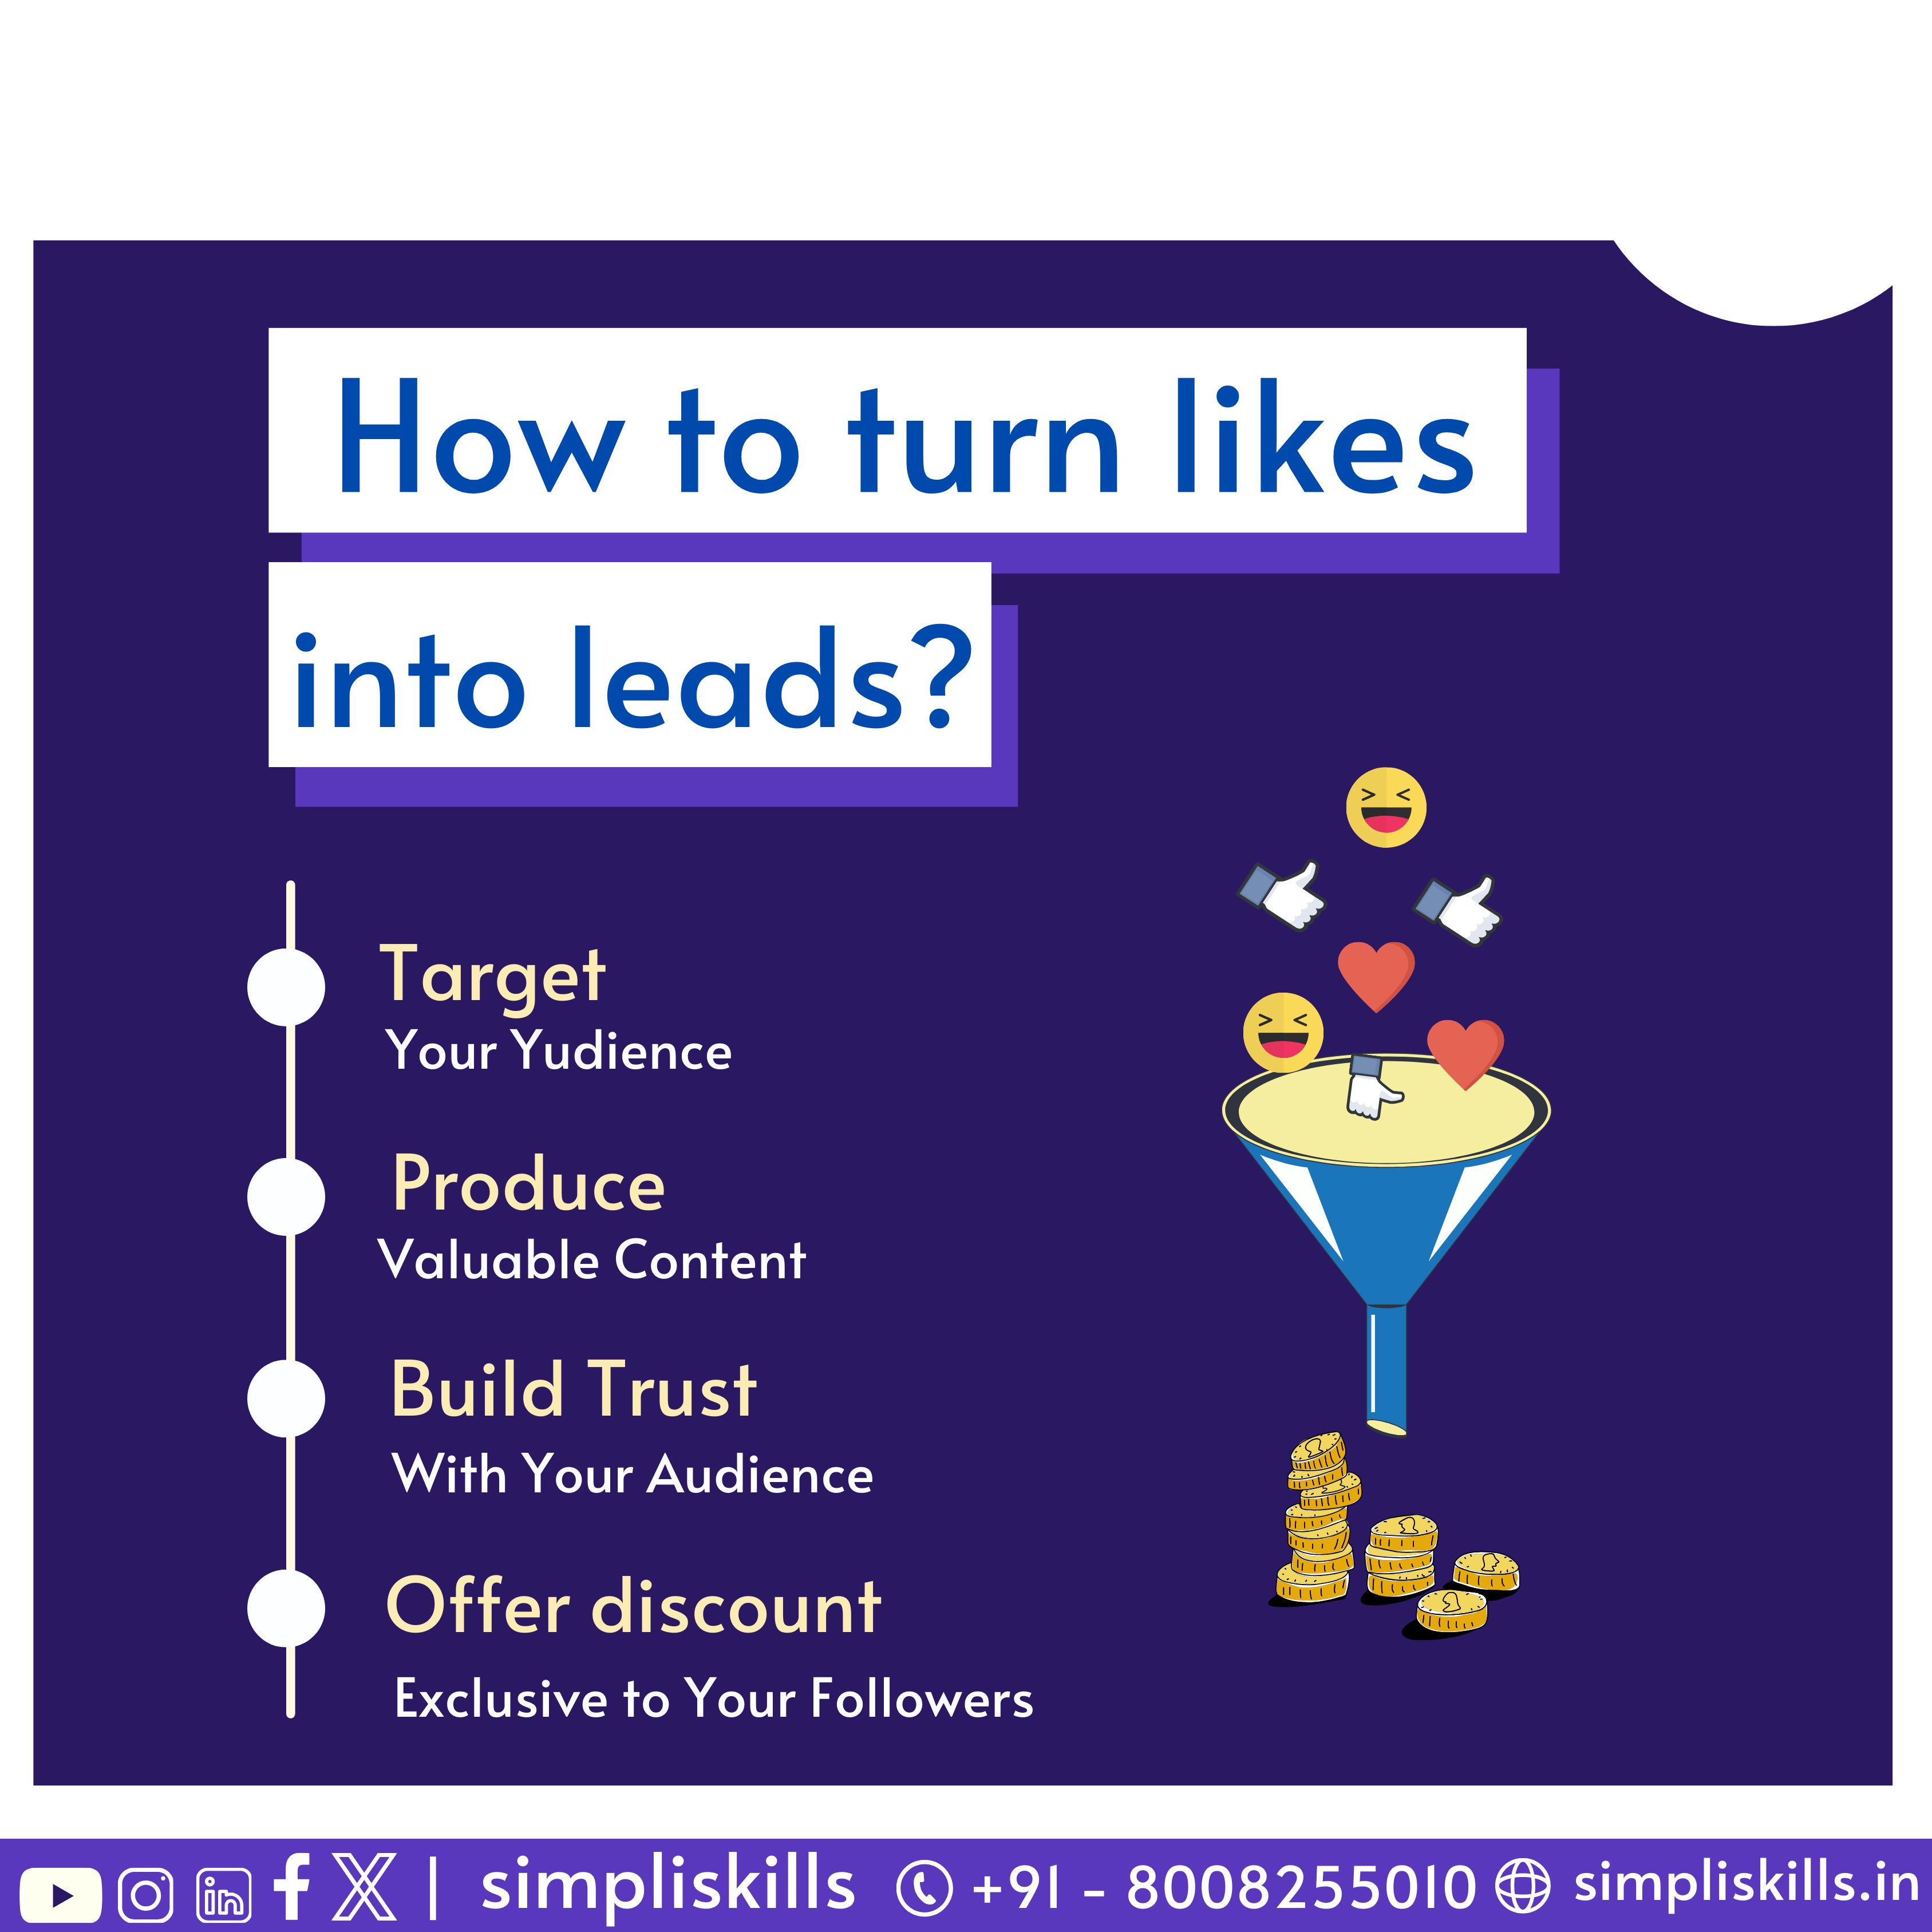 How to turn likes
into leads?
Target
Your Yudience
Produce
Valuable Content
Build Trust
With Your Audience
Offer discount
Exclusive to Your Followers
| simpliskills +91 - 8008255010 simpliskills.in